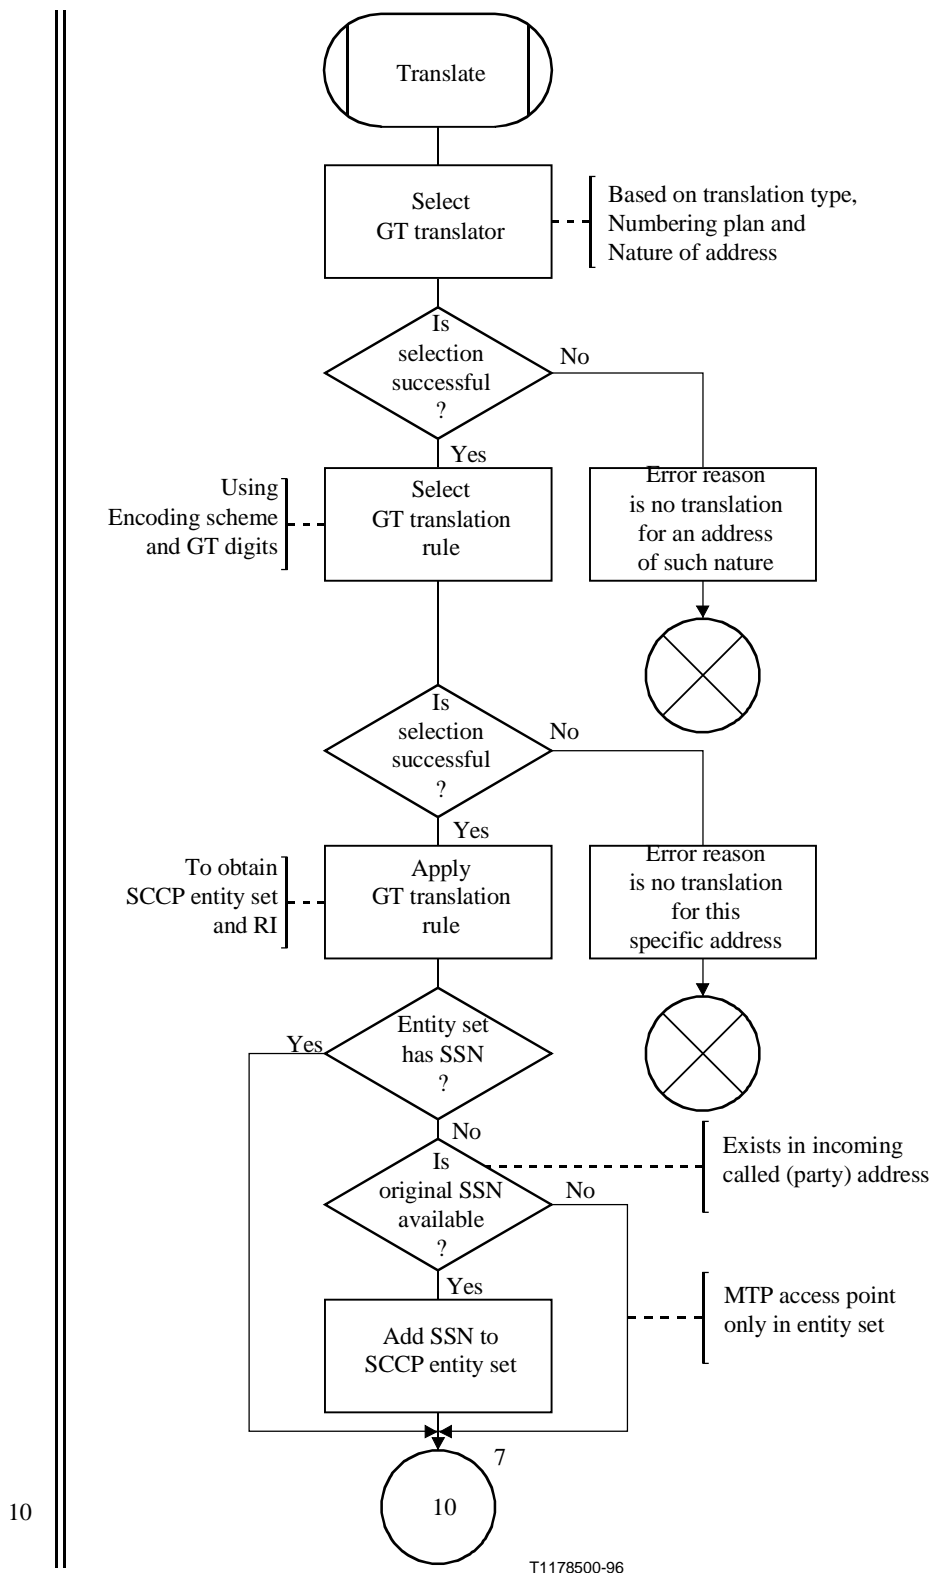 Translate
Select
GT translator
Based on translation type,
Numbering plan and
Nature of address
Is
selection
successful
?
No
Yes
Using
Encoding scheme
and GT digits
Select
GT translation
rule
Error reason
is no translation
for an address
of such nature
Is
selection
successful
?
No
Yes
To obtain
SCCP entity set
and RI
Apply
GT translation
rule
Error reason
is no translation
for this
specific address
Yes
Entity set
has SSN
?
No
Is
original SSN
available
?
No
Exists in incoming
called (party) address
Yes
MTP access point
only in entity set
Add SSN to
SCCP entity set
7
10
10
T1178500-96